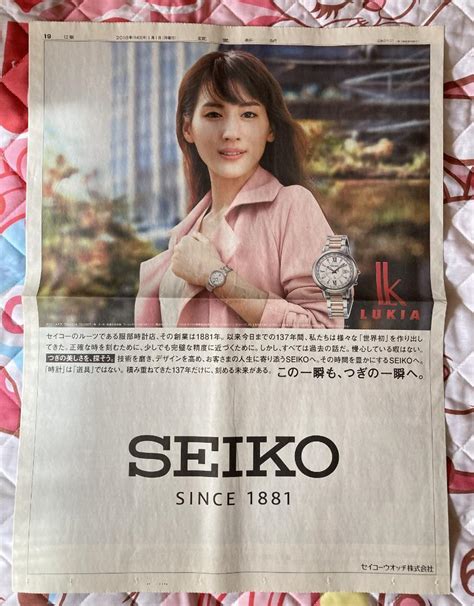 19
lk
LUKIA
セイコーのルーツである服部時計店、その創業は1881年。以来今日までの137年間、私たちは様々な「世界初」を作り出し
てきた。正確な時を刻むために、少しでも完璧な精度に近づくために。しかし、すべては過去の話だ。慢心している暇はない。
つぎの美しさを、探そう。技術を磨き、デザインを高め、お客さまの人生に寄り添うSEIKOへ。その時間を豊かにするSEIKOへ。
「時計」は「道具」ではない。積み重ねてきた137年だけに、刻める未来がある。この一瞬も、つぎの一瞬へ。
SEIKO
SINCE 1881
セイコーウオッチ株式会社